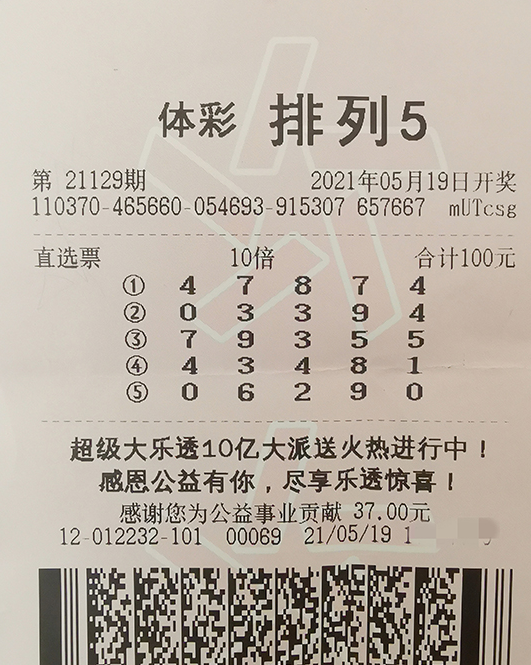 体彩 排列5
第 21129期 2021年05月19日开奖
110370-465660-054693-915307 657667 mUTcsg
直选票 10倍 合计100元
① 4 7 8 7 4
② 0 3 3 9 4
③ 7 9 3 5 5
④ 4 3 4 8 1
⑤ 0 6 2 9 0
超级大乐透10亿大派送火热进行中！
感恩公益有你，尽享乐透惊喜！
感谢您为公益事业贡献 37.00元
12-012232-101 00069 21/05/19 1